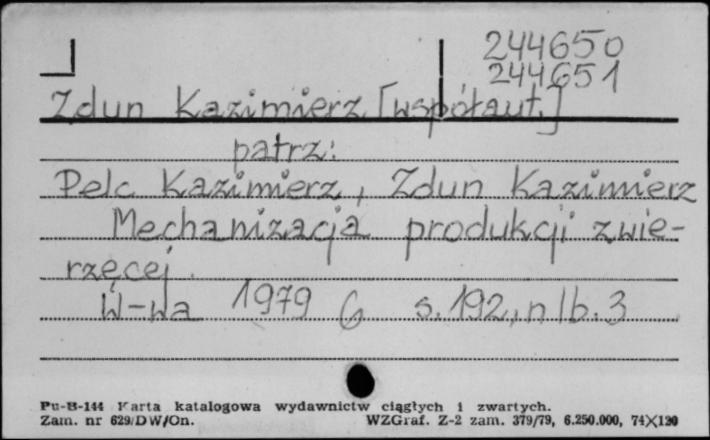 244650
244651
Zdun Kazimierz [współaut.]
patrz:
Pelc Kazimierz, Zdun Kazimierz
Mechanizacja produkcji zwie-
rzęcej.
W-wa 1979 G s. 192, nlb. 3
Pu-B-144 Karta katalogowa wydawnictw ciągłych i zwartych.
Zam. nr 629/DW/On. WZGraf. Z-2 zam. 379/79, 6.250.000, 74×120